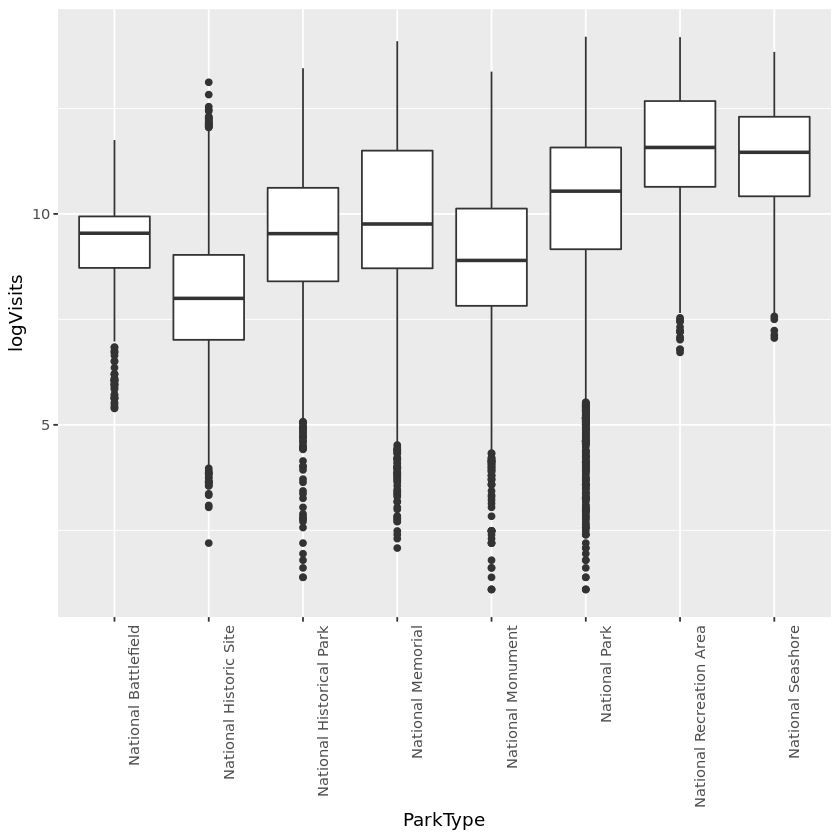 logVisits
10
5
National Battlefield
National Historic Site
National Historical Park
National Memorial
National Monument
National Park
National Recreation Area
National Seashore
ParkType